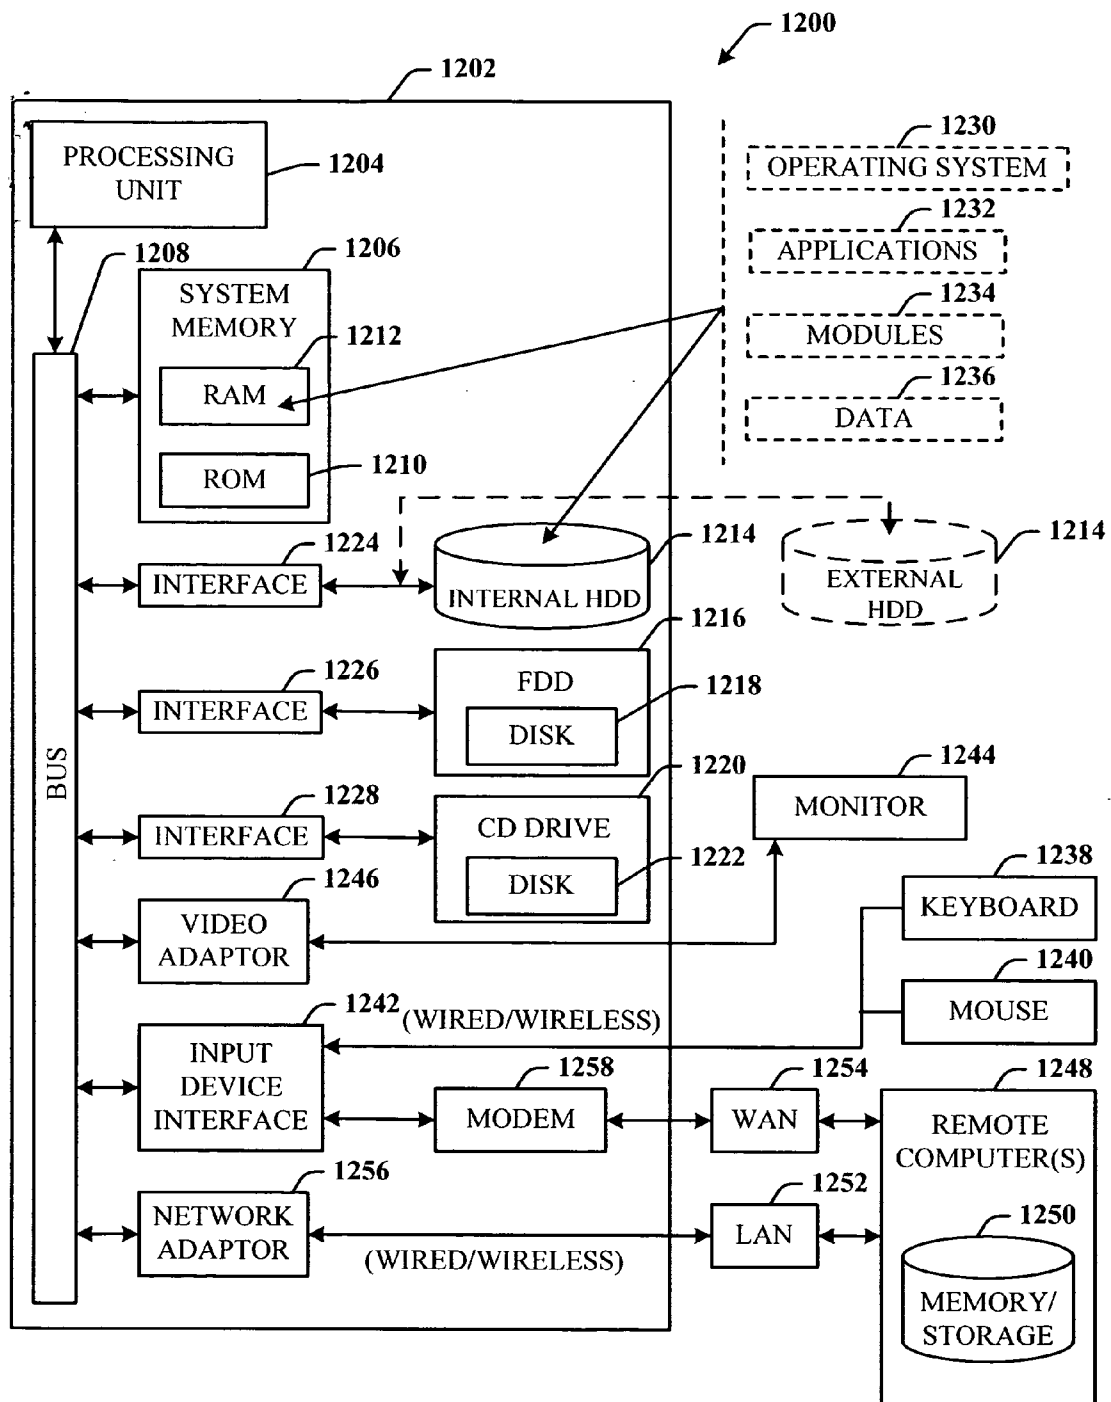 1200
1202
PROCESSING
UNIT
1204
1230
OPERATING SYSTEM
1232
APPLICATIONS
1234
MODULES
1236
DATA
1208
1206
SYSTEM
MEMORY
1212
RAM
1210
ROM
BUS
1224
INTERFACE
1214
INTERNAL HDD
1214
EXTERNAL
HDD
1226
INTERFACE
1216
FDD
1218
DISK
1228
INTERFACE
1220
CD DRIVE
1222
DISK
1244
MONITOR
1246
VIDEO
ADAPTOR
1238
KEYBOARD
1240
MOUSE
1242
(WIRED/WIRELESS)
INPUT
DEVICE
INTERFACE
1258
MODEM
1254
WAN
1248
REMOTE
COMPUTER(S)
1256
NETWORK
ADAPTOR
(WIRED/WIRELESS)
1252
LAN
1250
MEMORY/
STORAGE